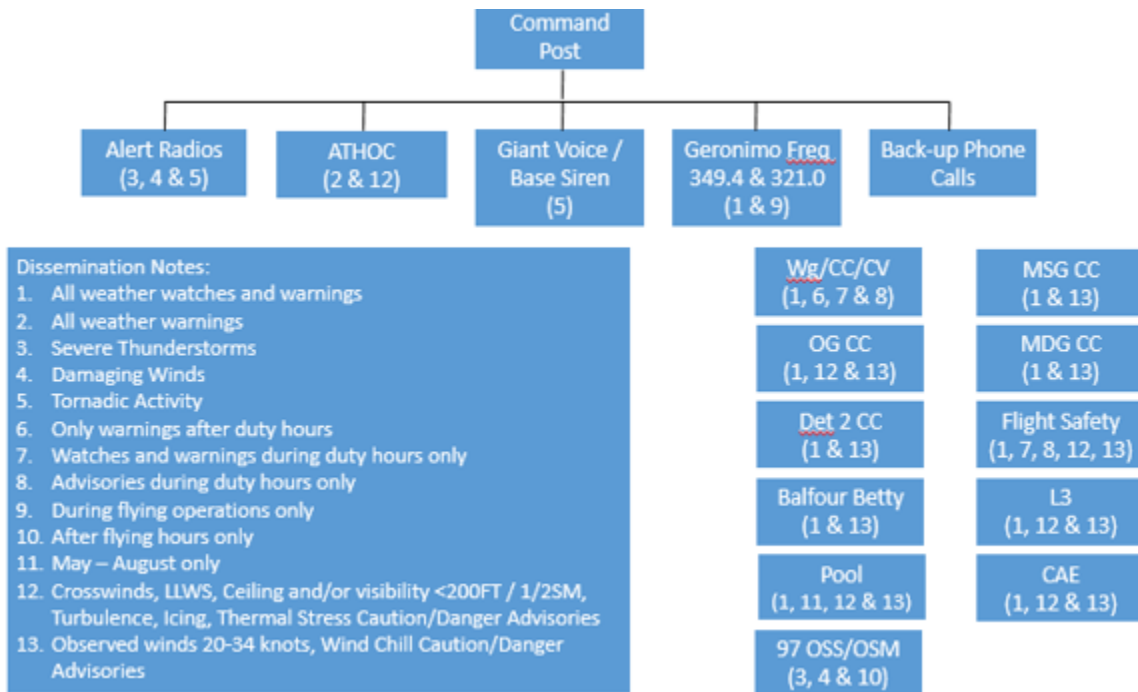 Command
Post
Alert Radios
(3, 4 & 5)
ATHOC
(2 & 12)
Giant Voice /
Base Siren
(5)
Geronimo Freq
349.4 & 321.0
(1 & 9)
Back-up Phone
Calls
Dissemination Notes:
1. All weather watches and warnings
2. All weather warnings
3. Severe Thunderstorms
4. Damaging Winds
5. Tornadic Activity
6. Only warnings after duty hours
7. Watches and warnings during duty hours only
8. Advisories during duty hours only
9. During flying operations only
10. After flying hours only
11. May – August only
12. Crosswinds, LLWS, Ceiling and/or visibility <200FT / 1/2SM,
Turbulence, Icing, Thermal Stress Caution/Danger Advisories
13. Observed winds 20-34 knots, Wind Chill Caution/Danger
Advisories
Wg/CC/CV
(1, 6, 7 & 8)
MSG CC
(1 & 13)
OG CC
(1, 12 & 13)
MDG CC
(1 & 13)
Det 2 CC
(1 & 13)
Flight Safety
(1, 7, 8, 12, 13)
Balfour Betty
(1 & 13)
L3
(1, 12 & 13)
Pool
(1, 11, 12 & 13)
CAE
(1, 12 & 13)
97 OSS/OSM
(3, 4 & 10)